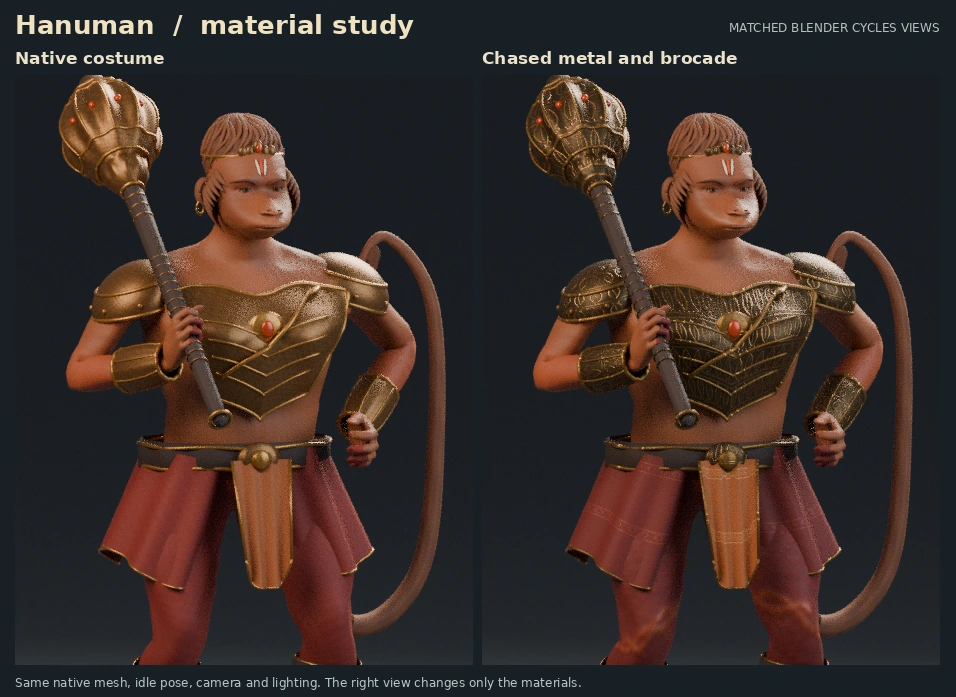 Hanuman / material study
MATCHED BLENDER CYCLES VIEWS
Native costume
Chased metal and brocade
Same native mesh, idle pose, camera and lighting. The right view changes only the materials.